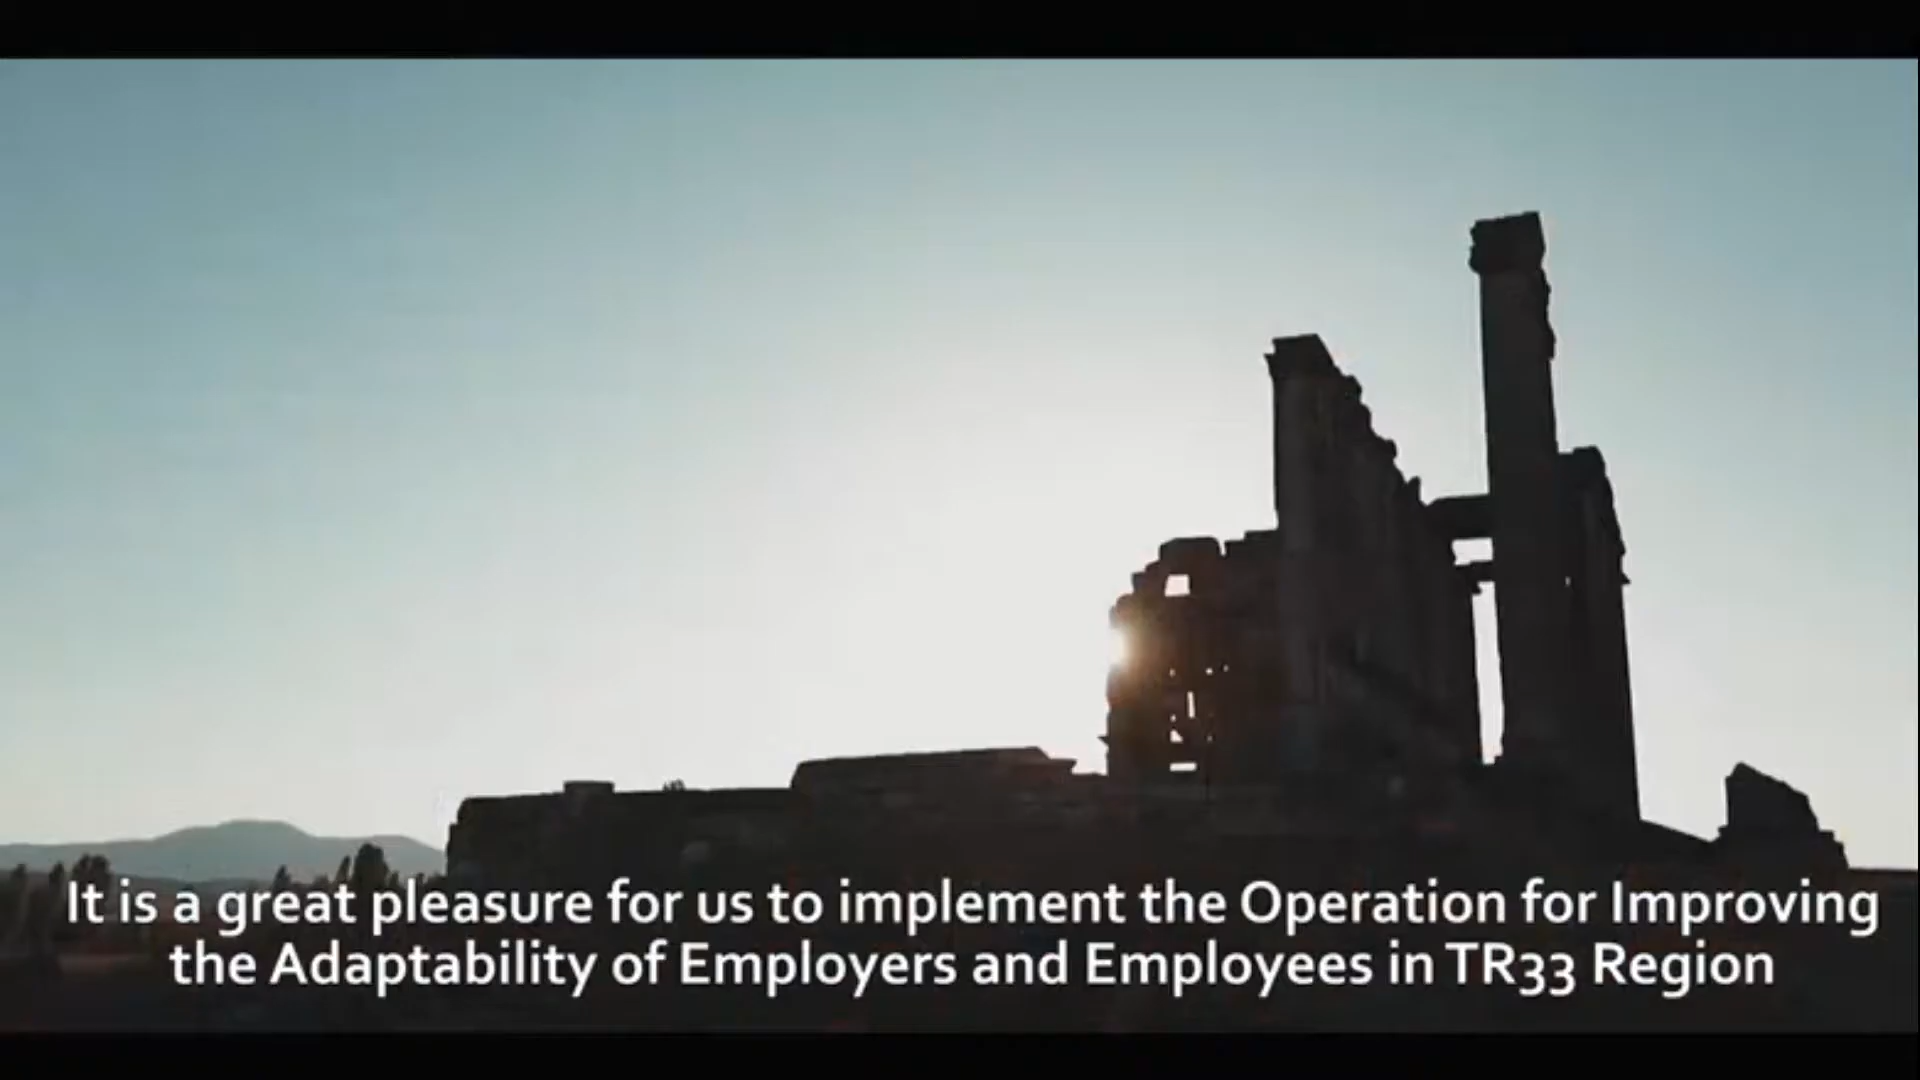 It is a great pleasure for us to implement the Operation for Improving
the Adaptability of Employers and Employees in TR33 Region